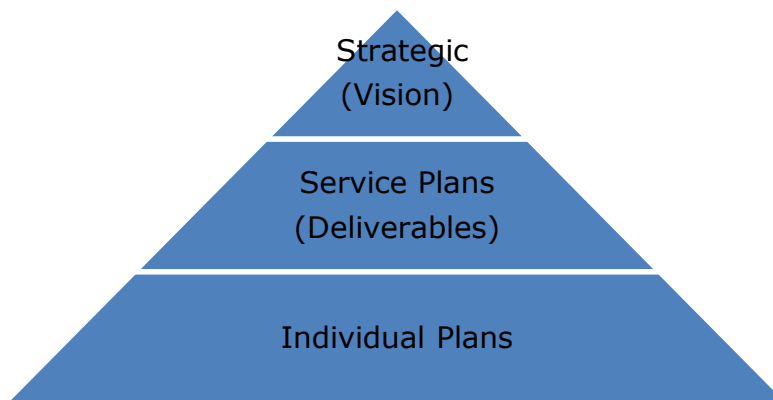 Strategic
(Vision)
Service Plans
(Deliverables)
Individual Plans